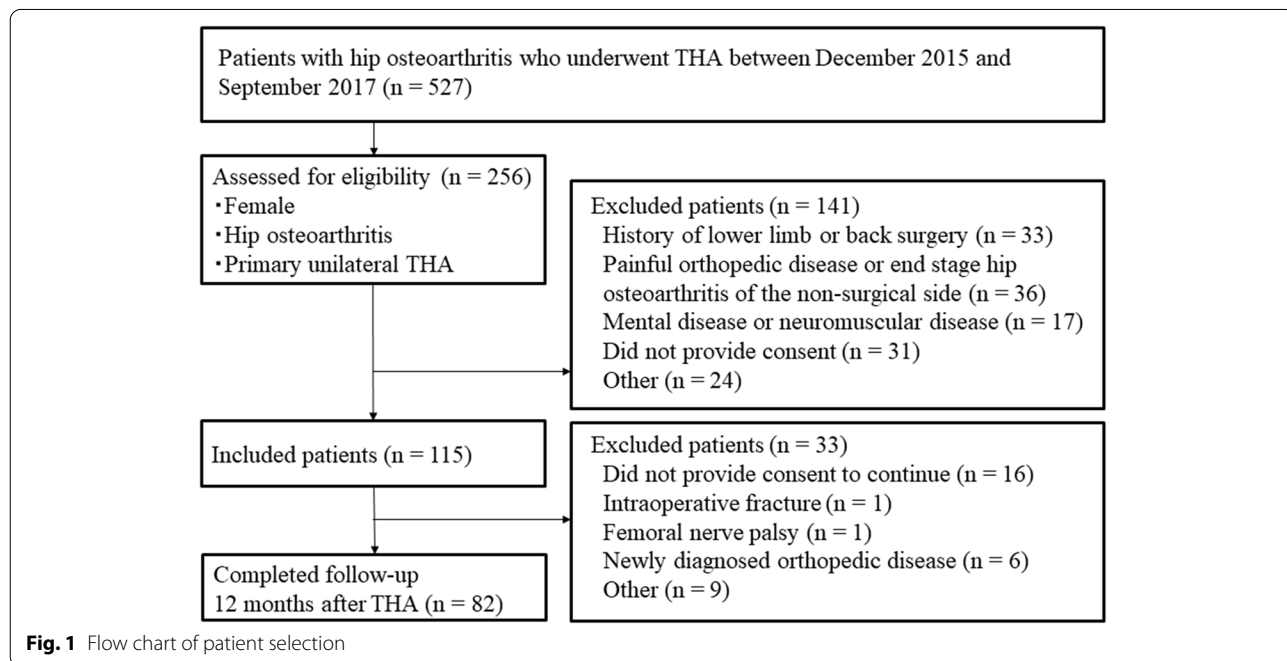 Patients with hip osteoarthritis who underwent THA between December 2015 and
September 2017 (n = 527)
Assessed for eligibility (n = 256)
・Female
・Hip osteoarthritis
・Primary unilateral THA
Excluded patients (n = 141)
History of lower limb or back surgery (n = 33)
Painful orthopedic disease or end stage hip
osteoarthritis of the non-surgical side (n = 36)
Mental disease or neuromuscular disease (n = 17)
Did not provide consent (n = 31)
Other (n = 24)
Included patients (n = 115)
Excluded patients (n = 33)
Did not provide consent to continue (n = 16)
Intraoperative fracture (n = 1)
Femoral nerve palsy (n = 1)
Newly diagnosed orthopedic disease (n = 6)
Other (n = 9)
Completed follow-up
12 months after THA (n = 82)
Fig. 1 Flow chart of patient selection